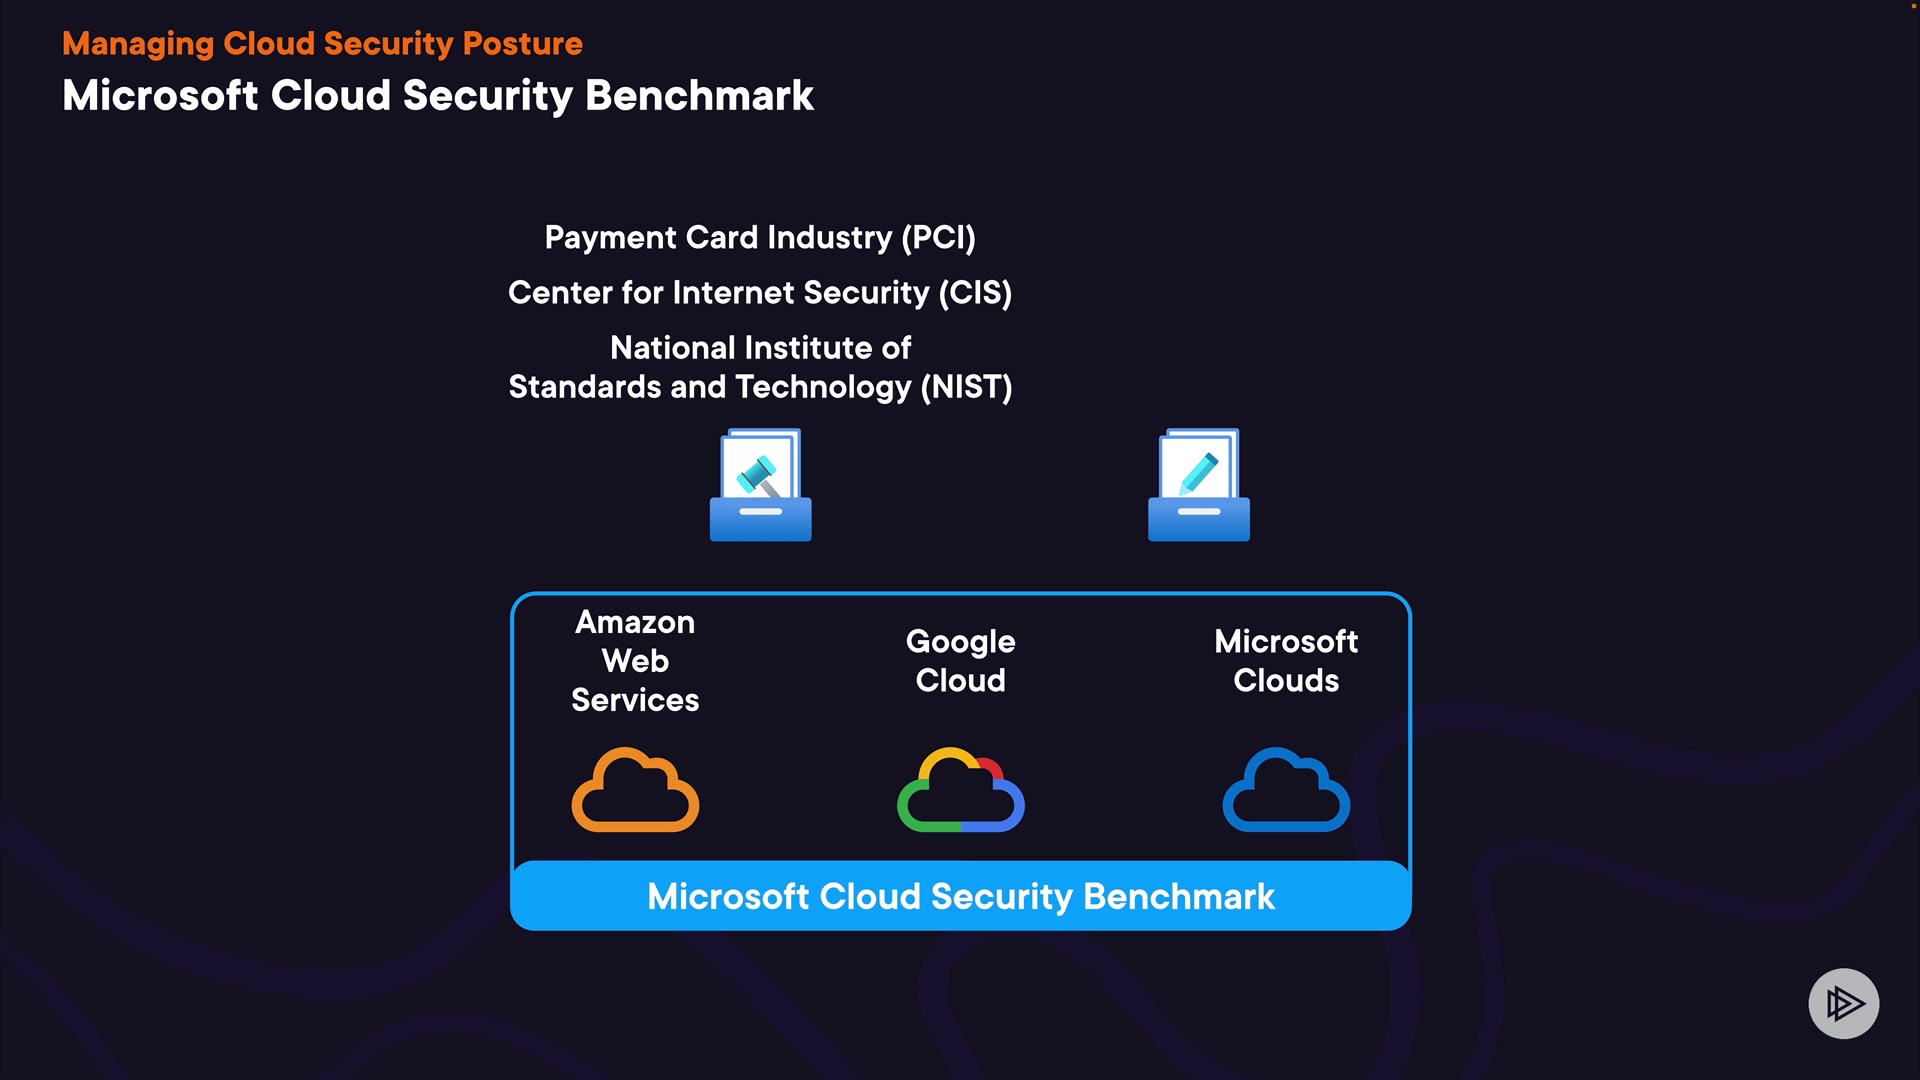 Managing Cloud Security Posture
Microsoft Cloud Security Benchmark
Payment Card Industry (PCI)
Center for Internet Security (CIS)
National Institute of
Standards and Technology (NIST)
Amazon
Web
Services
Google
Cloud
Microsoft
Clouds
Microsoft Cloud Security Benchmark